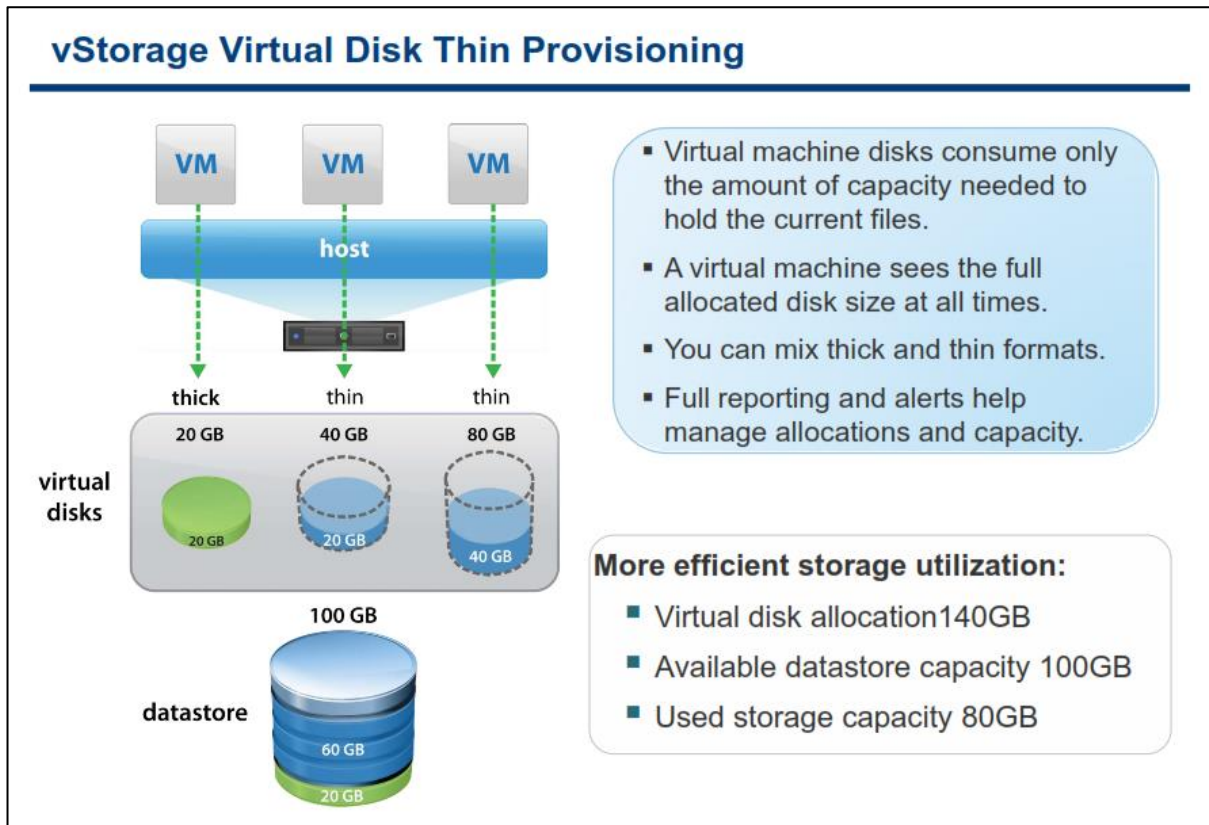 vStorage Virtual Disk Thin Provisioning
VM VM VM
host
thick thin thin
20 GB 40 GB 80 GB
virtual
disks
20 GB 20 GB 40 GB
100 GB
datastore
60 GB
20 GB
▪ Virtual machine disks consume only
the amount of capacity needed to
hold the current files.
▪ A virtual machine sees the full
allocated disk size at all times.
▪ You can mix thick and thin formats.
▪ Full reporting and alerts help
manage allocations and capacity.
More efficient storage utilization:
▪ Virtual disk allocation140GB
▪ Available datastore capacity 100GB
▪ Used storage capacity 80GB